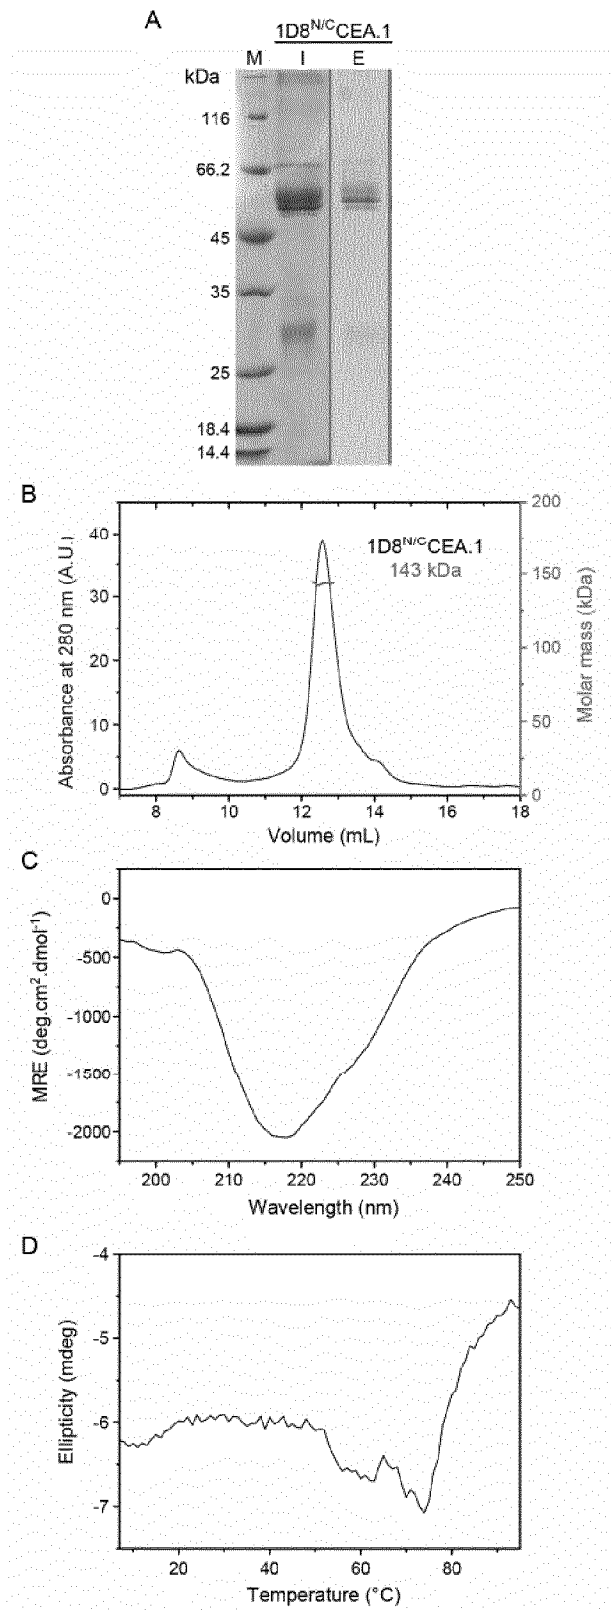 A
1D8N/CCEA.1
M I E
kDa
116
66.2
45
35
25
18.4
14.4
B
200
40
1D8N/CCEA.1
143 kDa
150
30
100
20
50
10
0
0
8 10 12 14 16 18
Absorbance at 280 nm (A.U.)
Molar mass (kDa)
Volume (mL)
C
0
-500
-1000
-1500
-2000
200 210 220 230 240 250
MRE (deg.cm2.dmol-1)
Wavelength (nm)
D
-4
-5
-6
-7
20 40 60 80
Ellipticity (mdeg)
Temperature (°C)